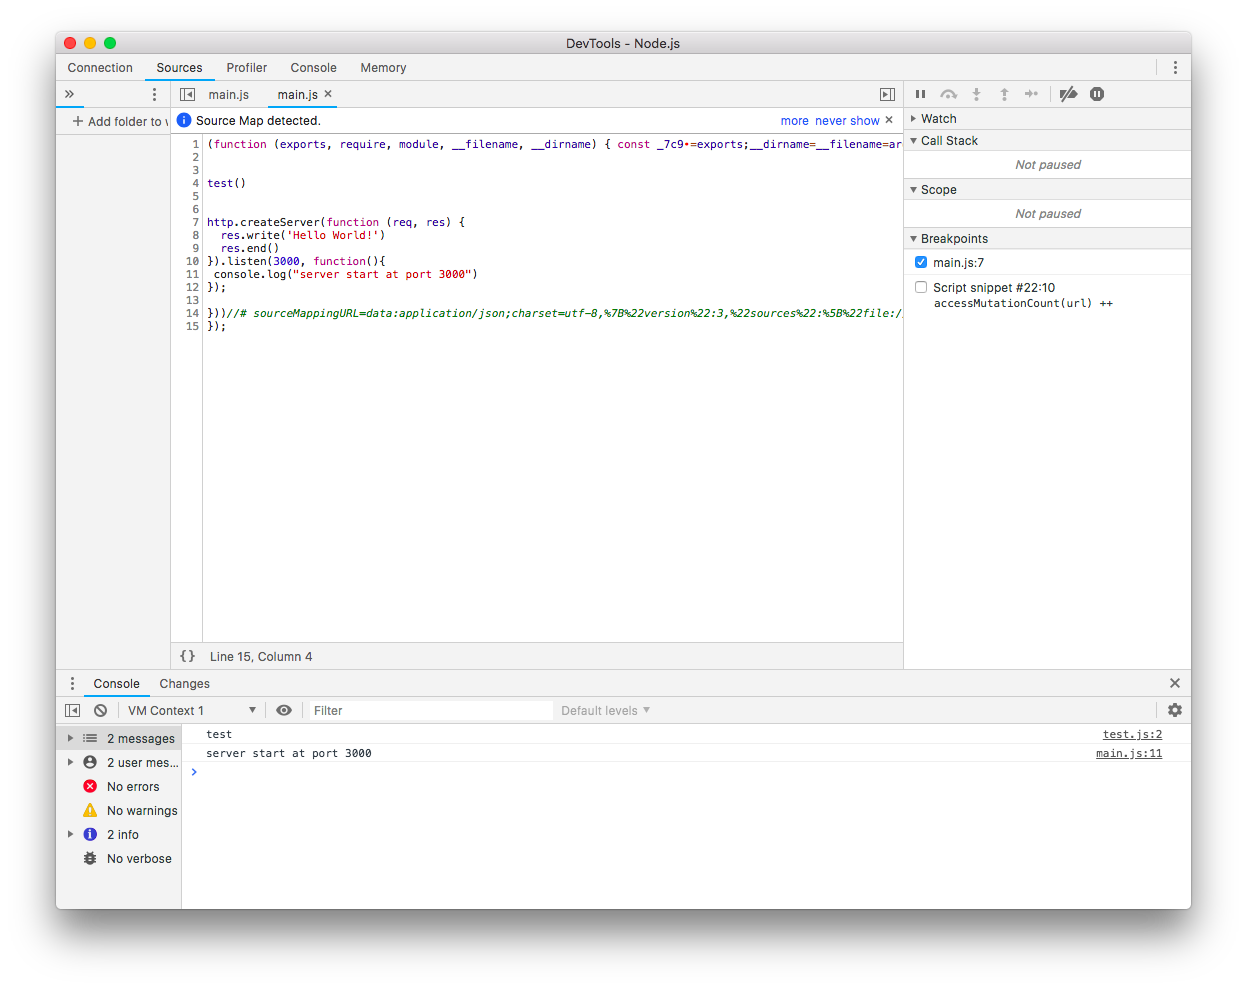 DevTools - Node.js
Connection Sources Profiler Console Memory
main.js main.js
Add folder to w
Source Map detected. more never show
1 (function (exports, require, module, __filename, __dirname) { const _7c9•=exports;__dirname=__filename=ar
2
3
4 test()
5
6
7 http.createServer(function (req, res) {
8 res.write('Hello World!')
9 res.end()
10 }).listen(3000, function(){
11 console.log("server start at port 3000")
12 });
13
14 }))//# sourceMappingURL=data:application/json;charset=utf-8,%7B%22version%22:3,%22sources%22:%5B%22file:/
15 });
{} Line 15, Column 4
Watch
Call Stack
Not paused
Scope
Not paused
Breakpoints
main.js:7
Script snippet #22:10
accessMutationCount(url) ++
Console Changes
VM Context 1 Filter Default levels
2 messages
2 user mes...
No errors
No warnings
2 info
No verbose
test test.js:2
server start at port 3000 main.js:11